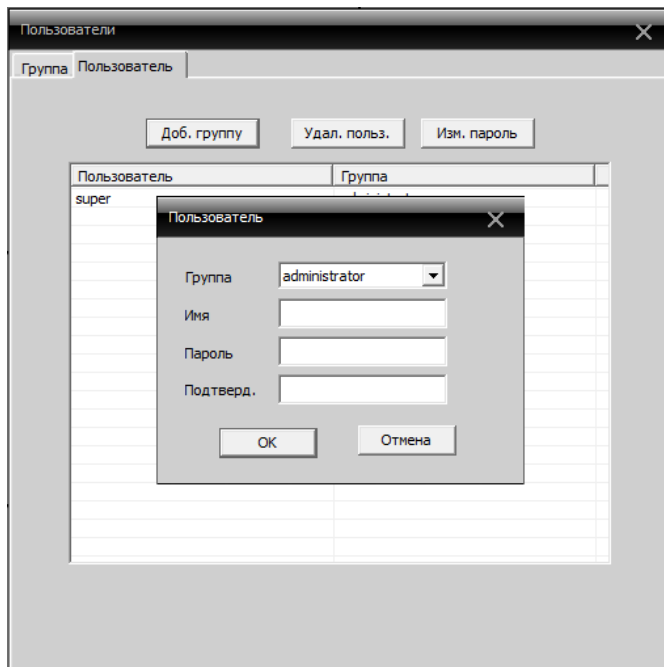 Пользователи
Группа Пользователь
Доб. группу Удал. польз. Изм. пароль
Пользователь Группа
super
Пользователь
Группа administrator
Имя
Пароль
Подтверд.
OK Отмена